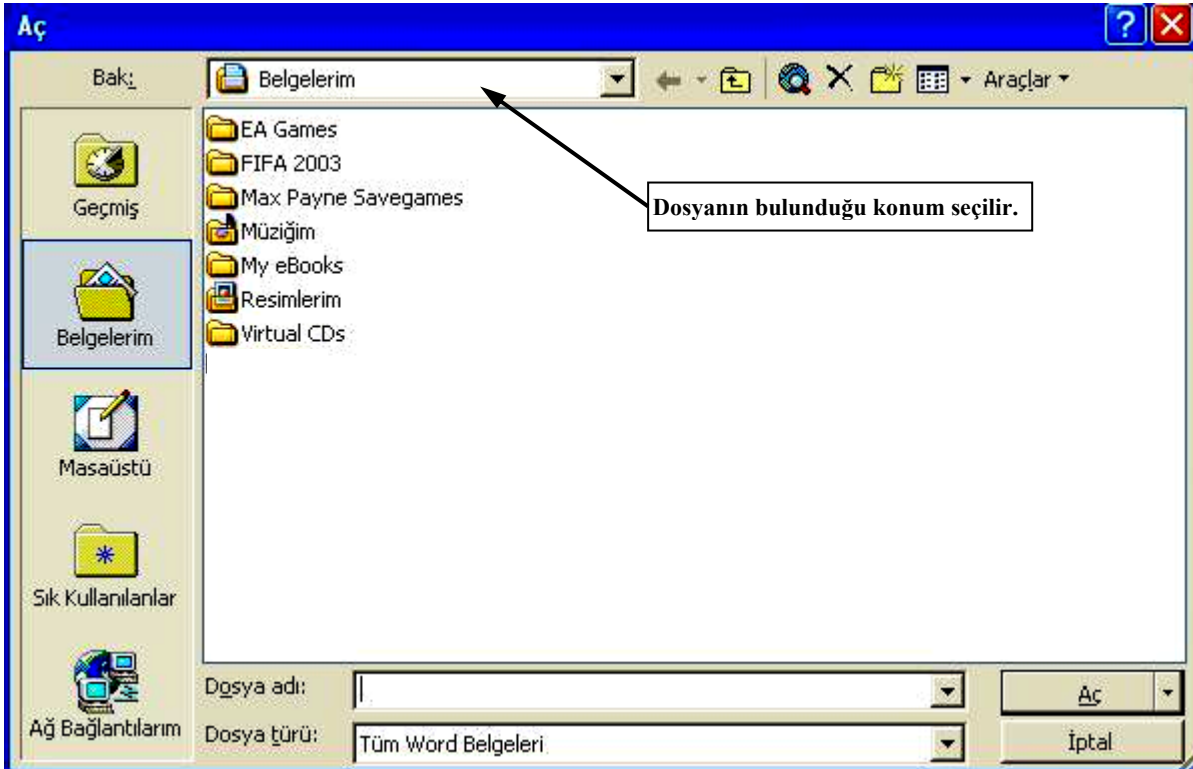 Aç
Bak:
Belgelerim
Araçlar
Geçmiş
Belgelerim
Masaüstü
Sık Kullanılanlar
Ağ Bağlantılarım
EA Games
FIFA 2003
Max Payne Savegames
Müziğim
My eBooks
Resimlerim
Virtual CDs
Dosyanın bulunduğu konum seçilir.
Dosya adı:
Aç
Dosya türü:
Tüm Word Belgeleri
İptal